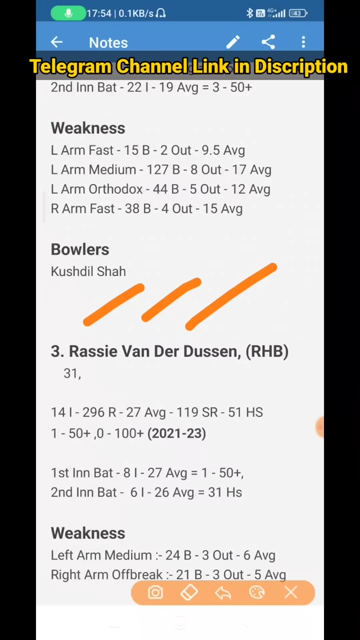 17:54 0.1KB/s
43
Notes
Telegram Channel Link in Discription
2nd Inn Bat - 22 I - 19 Avg = 3 - 50+
Weakness
L Arm Fast - 15 B - 2 Out - 9.5 Avg
L Arm Medium - 127 B - 8 Out - 17 Avg
L Arm Orthodox - 44 B - 5 Out - 12 Avg
R Arm Fast - 38 B - 4 Out - 15 Avg
Bowlers
Kushdil Shah
3. Rassie Van Der Dussen, (RHB)
31,
14 I - 296 R - 27 Avg - 119 SR - 51 HS
1 - 50+ ,0 - 100+ (2021-23)
1st Inn Bat - 8 I - 27 Avg = 1 - 50+,
2nd Inn Bat - 6 I - 26 Avg = 31 Hs
Weakness
Left Arm Medium :- 24 B - 3 Out - 6 Avg
Right Arm Offbreak :- 21 B - 3 Out - 5 Avg